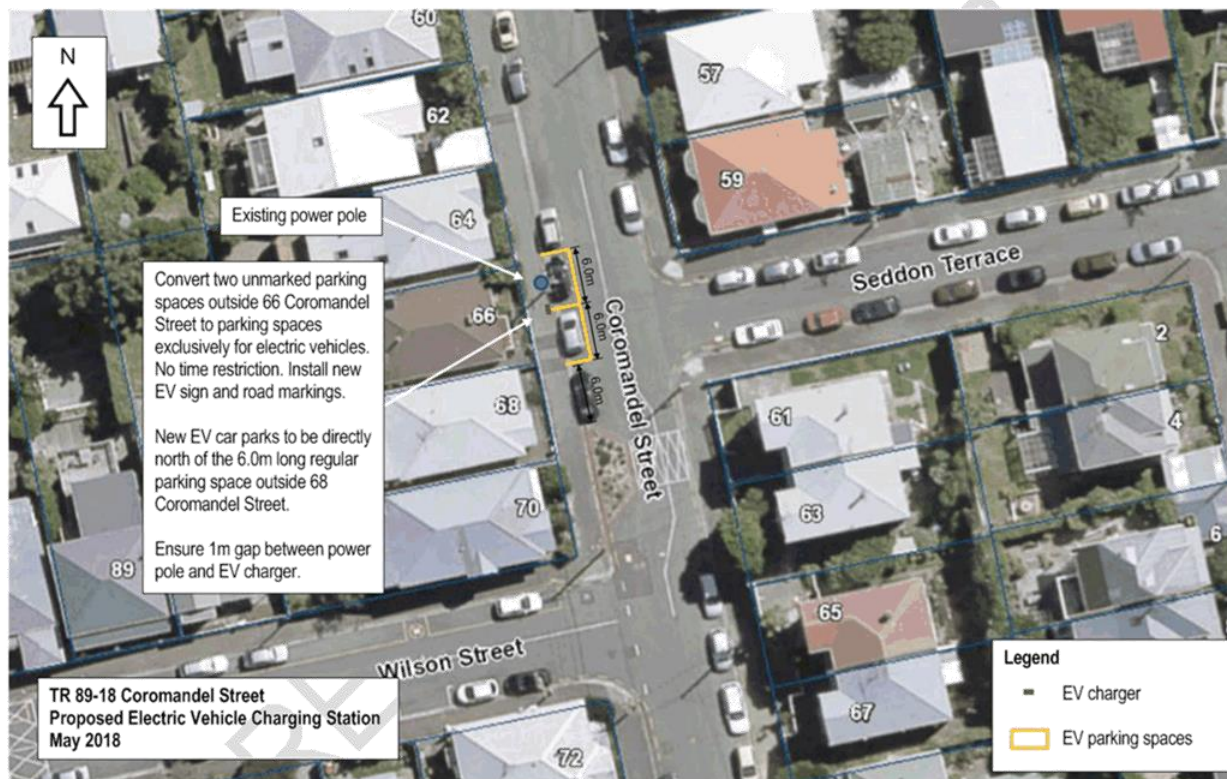 N
60
57
62
59
64
Existing power pole
Convert two unmarked parking
spaces outside 66 Coromandel
Street to parking spaces
exclusively for electric vehicles.
No time restriction. Install new
EV sign and road markings.
New EV car parks to be directly
north of the 6.0m long regular
parking space outside 68
Coromandel Street.
Ensure 1m gap between power
pole and EV charger.
6.0m
6.0m
6.0m
Coromandel Street
Seddon Terrace
66
68
70
89
2
4
61
63
6
65
67
72
Wilson Street
TR 89-18 Coromandel Street
Proposed Electric Vehicle Charging Station
May 2018
Legend
EV charger
EV parking spaces